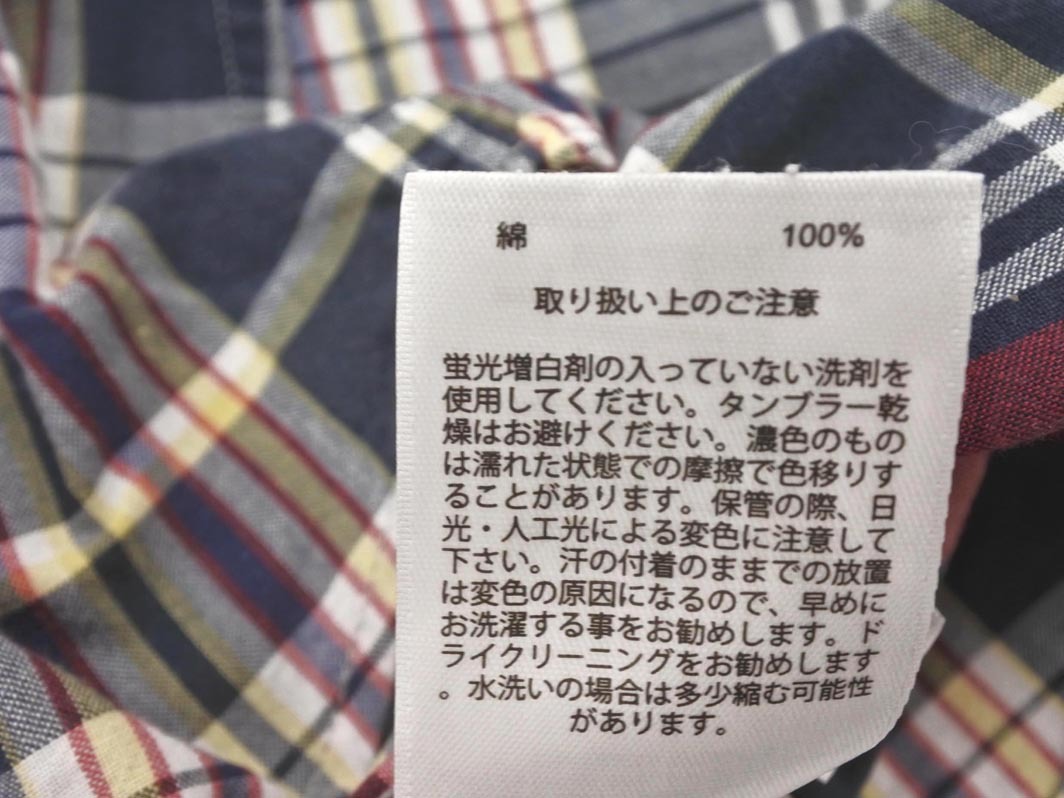 綿 100%
取り扱い上のご注意
蛍光増白剤の入っていない洗剤を
使用してください。タンブラー乾
燥はお避けください。濃色のもの
は濡れた状態での摩擦で色移りす
ることがあります。保管の際、日
光・人工光による変色に注意して
下さい。汗の付着のままでの放置
は変色の原因になるので、早めに
お洗濯する事をお勧めします。ド
ライクリーニングをお勧めします
。水洗いの場合は多少縮む可能性
があります。